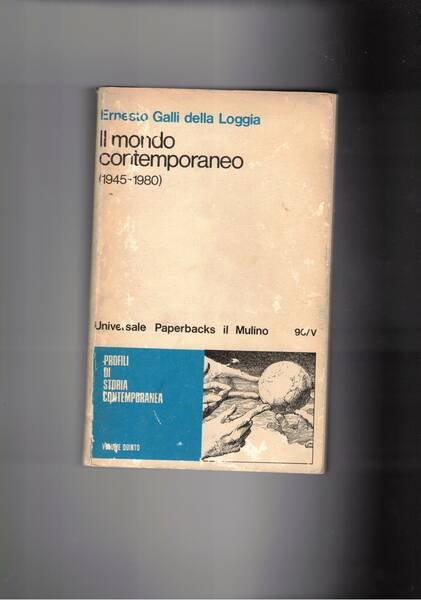 Ernesto Galli della Loggia
Il mondo
contemporaneo
(1945-1980)
Universale Paperbacks il Mulino 90/V
PROFILI
DI
STORIA
CONTEMPORANEA
VOLUME QUINTO